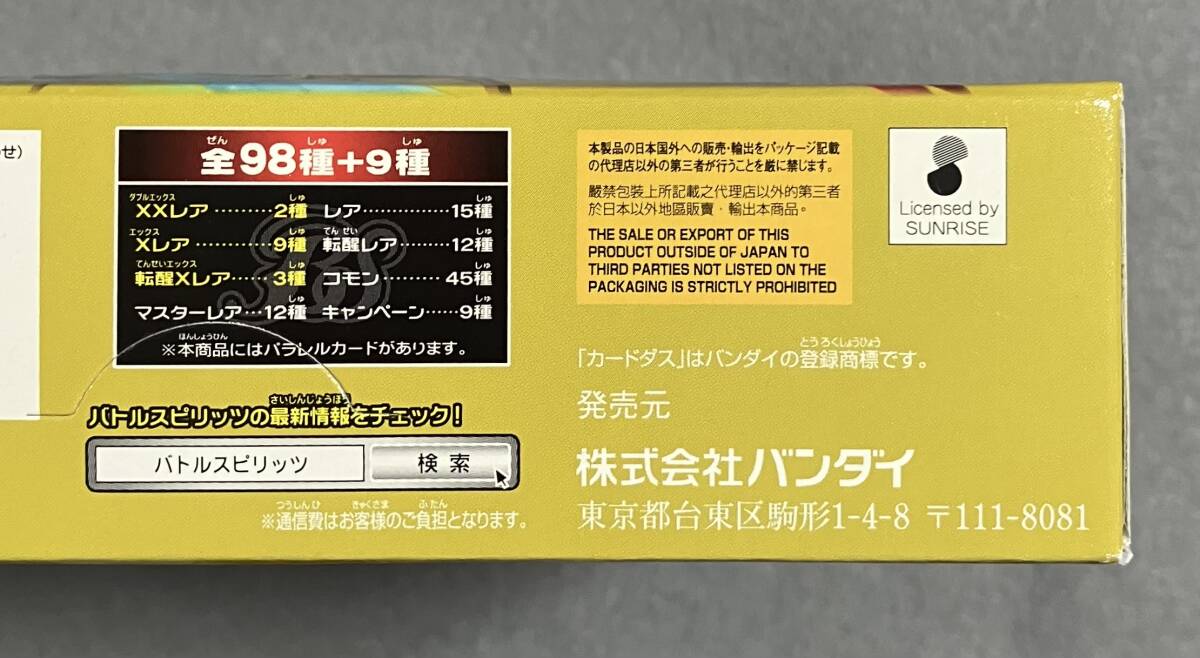 せ)
全98種+9種
XXレア………2種
Xレア…………9種
転醒Xレア……3種
マスターレア…12種
レア……………15種
転醒レア………12種
コモン…………45種
キャンペーン……9種
※本商品にはパラレルカードがあります。
バトルスピリッツの最新情報をチェック!
バトルスピリッツ
検索
※通信費はお客様のご負担となります。
本製品の日本国外への販売・輸出をパッケージ記載
の代理店以外の第三者が行うことを厳に禁じます。
嚴禁包裝上所記載之代理店以外的第三者
於日本以外地區販賣・輸出本商品。
THE SALE OR EXPORT OF THIS
PRODUCT OUTSIDE OF JAPAN TO
THIRD PARTIES NOT LISTED ON THE
PACKAGING IS STRICTLY PROHIBITED
Licensed by
SUNRISE
「カードダス」はバンダイの登録商標です。
発売元
株式会社バンダイ
東京都台東区駒形1-4-8 〒111-8081